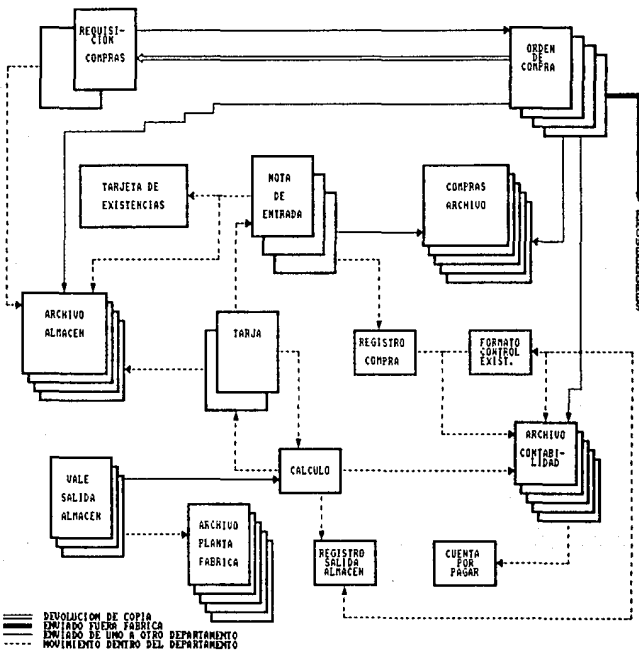 REQUISI-
CION
COMPRAS
ORDEN
DE
COMPRA
TARJETA DE
EXISTENCIAS
NOTA
DE
ENTRADA
COMPRAS
ARCHIVO
ARCHIVO
ALMACEN
TARJA
REGISTRO
COMPRA
FORMATO
CONTROL
EXIST.
ARCHIVO
CONTABI-
LIDAD
VALE
SALIDA
ALMACEN
CALCULO
ARCHIVO
PLANTA
FABRICA
REGISTRO
SALIDA
ALMACEN
CUENTA
POR
PAGAR
DEVOLUCION DE COPIA
ENVIADO FUERA FABRICA
ENVIADO DE UNO A OTRO DEPARTAMENTO
MOVIMIENTO DENTRO DEL DEPARTAMENTO